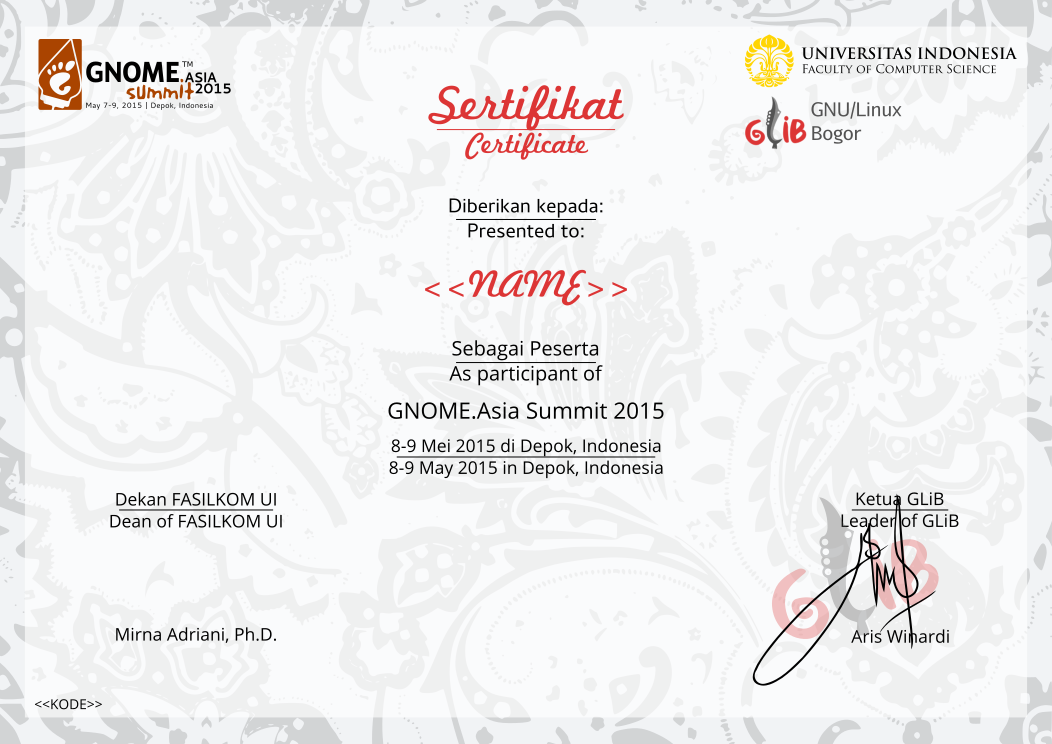 GNOME.ASIA™
summit2015
May 7-9, 2015 | Depok, Indonesia
UNIVERSITAS INDONESIA
FACULTY OF COMPUTER SCIENCE
GLiB
GNU/Linux
Bogor
Sertifikat
Certificate
Diberikan kepada:
Presented to:
<<NAME>>
Sebagai Peserta
As participant of
GNOME.Asia Summit 2015
8-9 Mei 2015 di Depok, Indonesia
8-9 May 2015 in Depok, Indonesia
Dekan FASILKOM UI
Dean of FASILKOM UI
Mirna Adriani, Ph.D.
Ketua GLiB
Leader of GLiB
GLiB
Aris Winardi
<<KODE>>